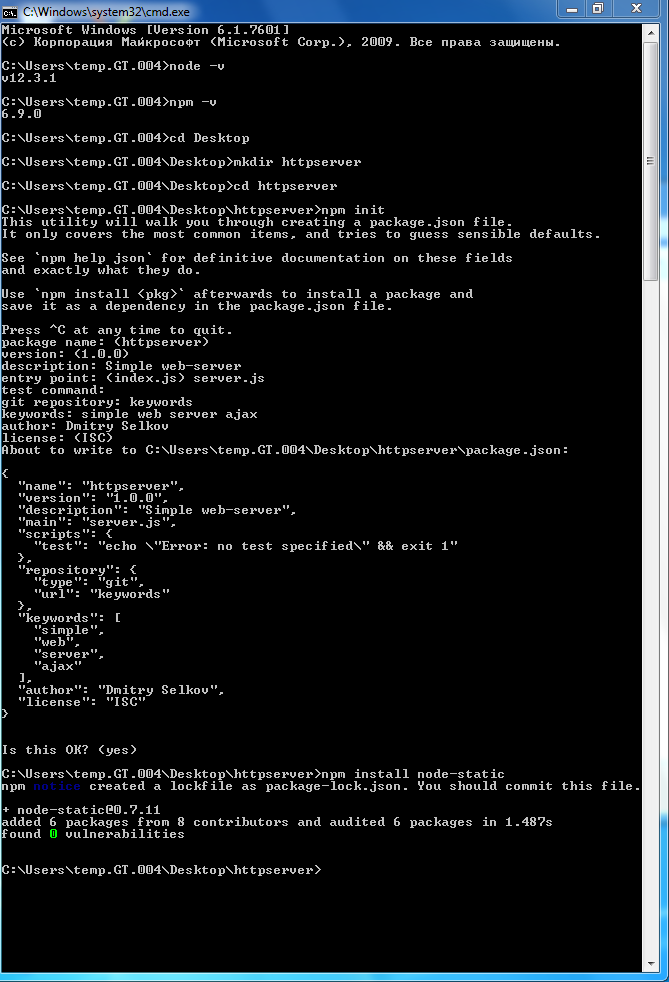 C:\Windows\system32\cmd.exe
Microsoft Windows [Version 6.1.7601]
(c) Корпорация Майкрософт (Microsoft Corp.), 2009. Все права защищены.
C:\Users\temp.GT.004>node -v
v12.3.1
C:\Users\temp.GT.004>npm -v
6.9.0
C:\Users\temp.GT.004>cd Desktop
C:\Users\temp.GT.004\Desktop>mkdir httpserver
C:\Users\temp.GT.004\Desktop>cd httpserver
C:\Users\temp.GT.004\Desktop\httpserver>npm init
This utility will walk you through creating a package.json file.
It only covers the most common items, and tries to guess sensible defaults.
See `npm help json` for definitive documentation on these fields
and exactly what they do.
Use `npm install <pkg>` afterwards to install a package and
save it as a dependency in the package.json file.
Press ^C at any time to quit.
package name: (httpserver)
version: (1.0.0)
description: Simple web-server
entry point: (index.js) server.js
test command:
git repository: keywords
keywords: simple web server ajax
author: Dmitry Selkov
license: (ISC)
About to write to C:\Users\temp.GT.004\Desktop\httpserver\package.json:
{
  "name": "httpserver",
  "version": "1.0.0",
  "description": "Simple web-server",
  "main": "server.js",
  "scripts": {
    "test": "echo \"Error: no test specified\" && exit 1"
  },
  "repository": {
    "type": "git",
    "url": "keywords"
  },
  "keywords": [
    "simple",
    "web",
    "server",
    "ajax"
  ],
  "author": "Dmitry Selkov",
  "license": "ISC"
}
Is this OK? (yes)
C:\Users\temp.GT.004\Desktop\httpserver>npm install node-static
npm notice created a lockfile as package-lock.json. You should commit this file.
+ node-static@0.7.11
added 6 packages from 8 contributors and audited 6 packages in 1.487s
found 0 vulnerabilities
C:\Users\temp.GT.004\Desktop\httpserver>